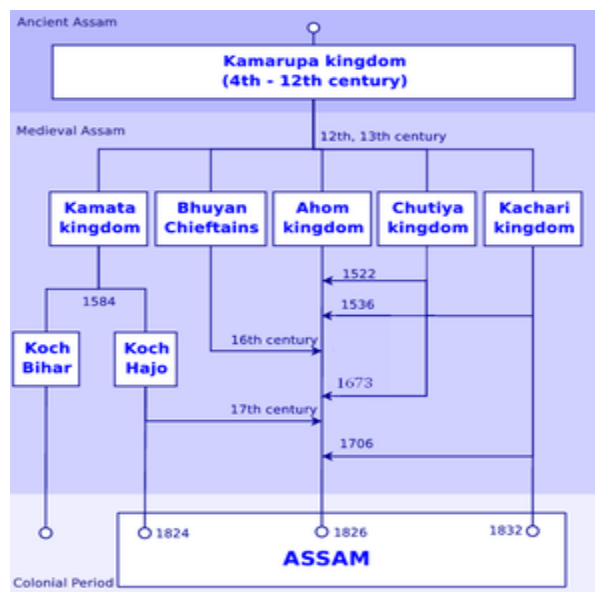 Ancient Assam
Kamarupa kingdom
(4th - 12th century)
Medieval Assam
12th, 13th century
Kamata
kingdom
Bhuyan
Chieftains
Ahom
kingdom
Chutiya
kingdom
Kachari
kingdom
1522
1584
1536
Koch
Bihar
Koch
Hajo
16th century
1673
17th century
1706
1824
1826
1832
ASSAM
Colonial Period